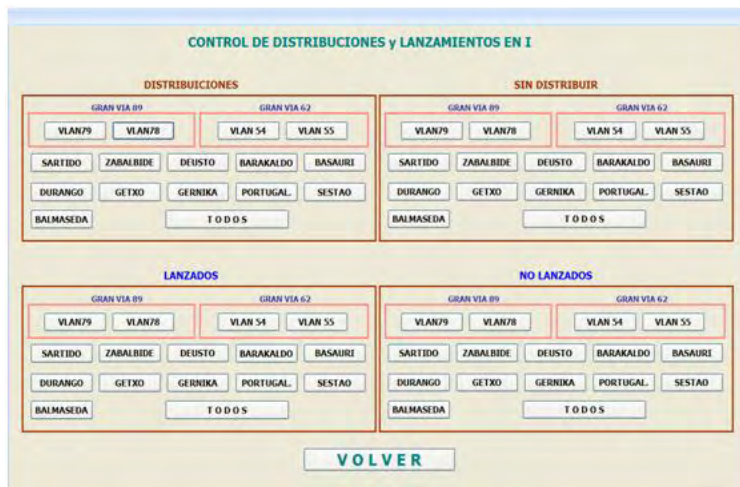 CONTROL DE DISTRIBUCIONES y LANZAMIENTOS EN I
DISTRIBUICIONES
GRAN VIA 89 GRAN VIA 62
VLAN79 VLAN78 VLAN 54 VLAN 55
SARTIDO ZABALBIDE DEUSTO BARAKALDO BASAURI
DURANGO GETXO GERNIKA PORTUGAL. SESTAO
BALMASEDA T O D O S
SIN DISTRIBUIR
GRAN VIA 89 GRAN VIA 62
VLAN79 VLAN78 VLAN 54 VLAN 55
SARTIDO ZABALBIDE DEUSTO BARAKALDO BASAURI
DURANGO GETXO GERNIKA PORTUGAL. SESTAO
BALMASEDA T O D O S
LANZADOS
GRAN VIA 89 GRAN VIA 62
VLAN79 VLAN78 VLAN 54 VLAN 55
SARTIDO ZABALBIDE DEUSTO BARAKALDO BASAURI
DURANGO GETXO GERNIKA PORTUGAL. SESTAO
BALMASEDA T O D O S
NO LANZADOS
GRAN VIA 89 GRAN VIA 62
VLAN79 VLAN78 VLAN 54 VLAN 55
SARTIDO ZABALBIDE DEUSTO BARAKALDO BASAURI
DURANGO GETXO GERNIKA PORTUGAL. SESTAO
BALMASEDA T O D O S
V O L V E R